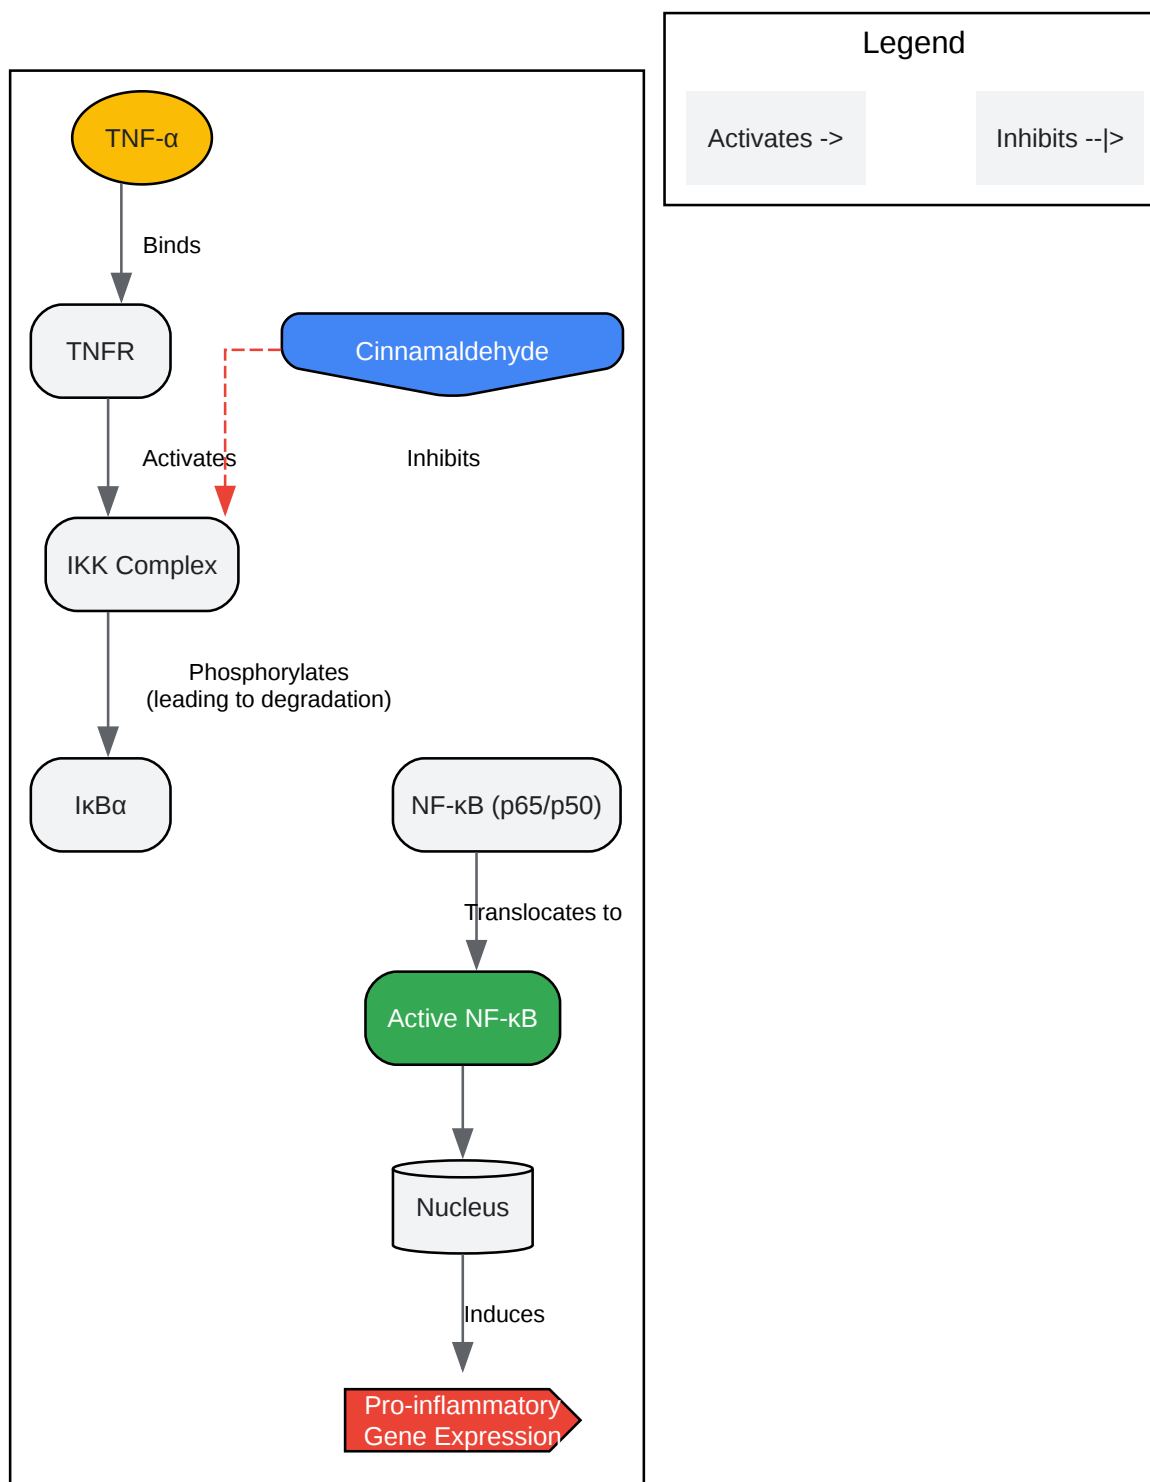 Legend
Activates ->
Inhibits --|>
TNF-α
Binds
TNFR
Cinnamaldehyde
Activates
Inhibits
IKK Complex
Phosphorylates
(leading to degradation)
IκBα
NF-κB (p65/p50)
Translocates to
Active NF-κB
Nucleus
Induces
Pro-inflammatory
Gene Expression